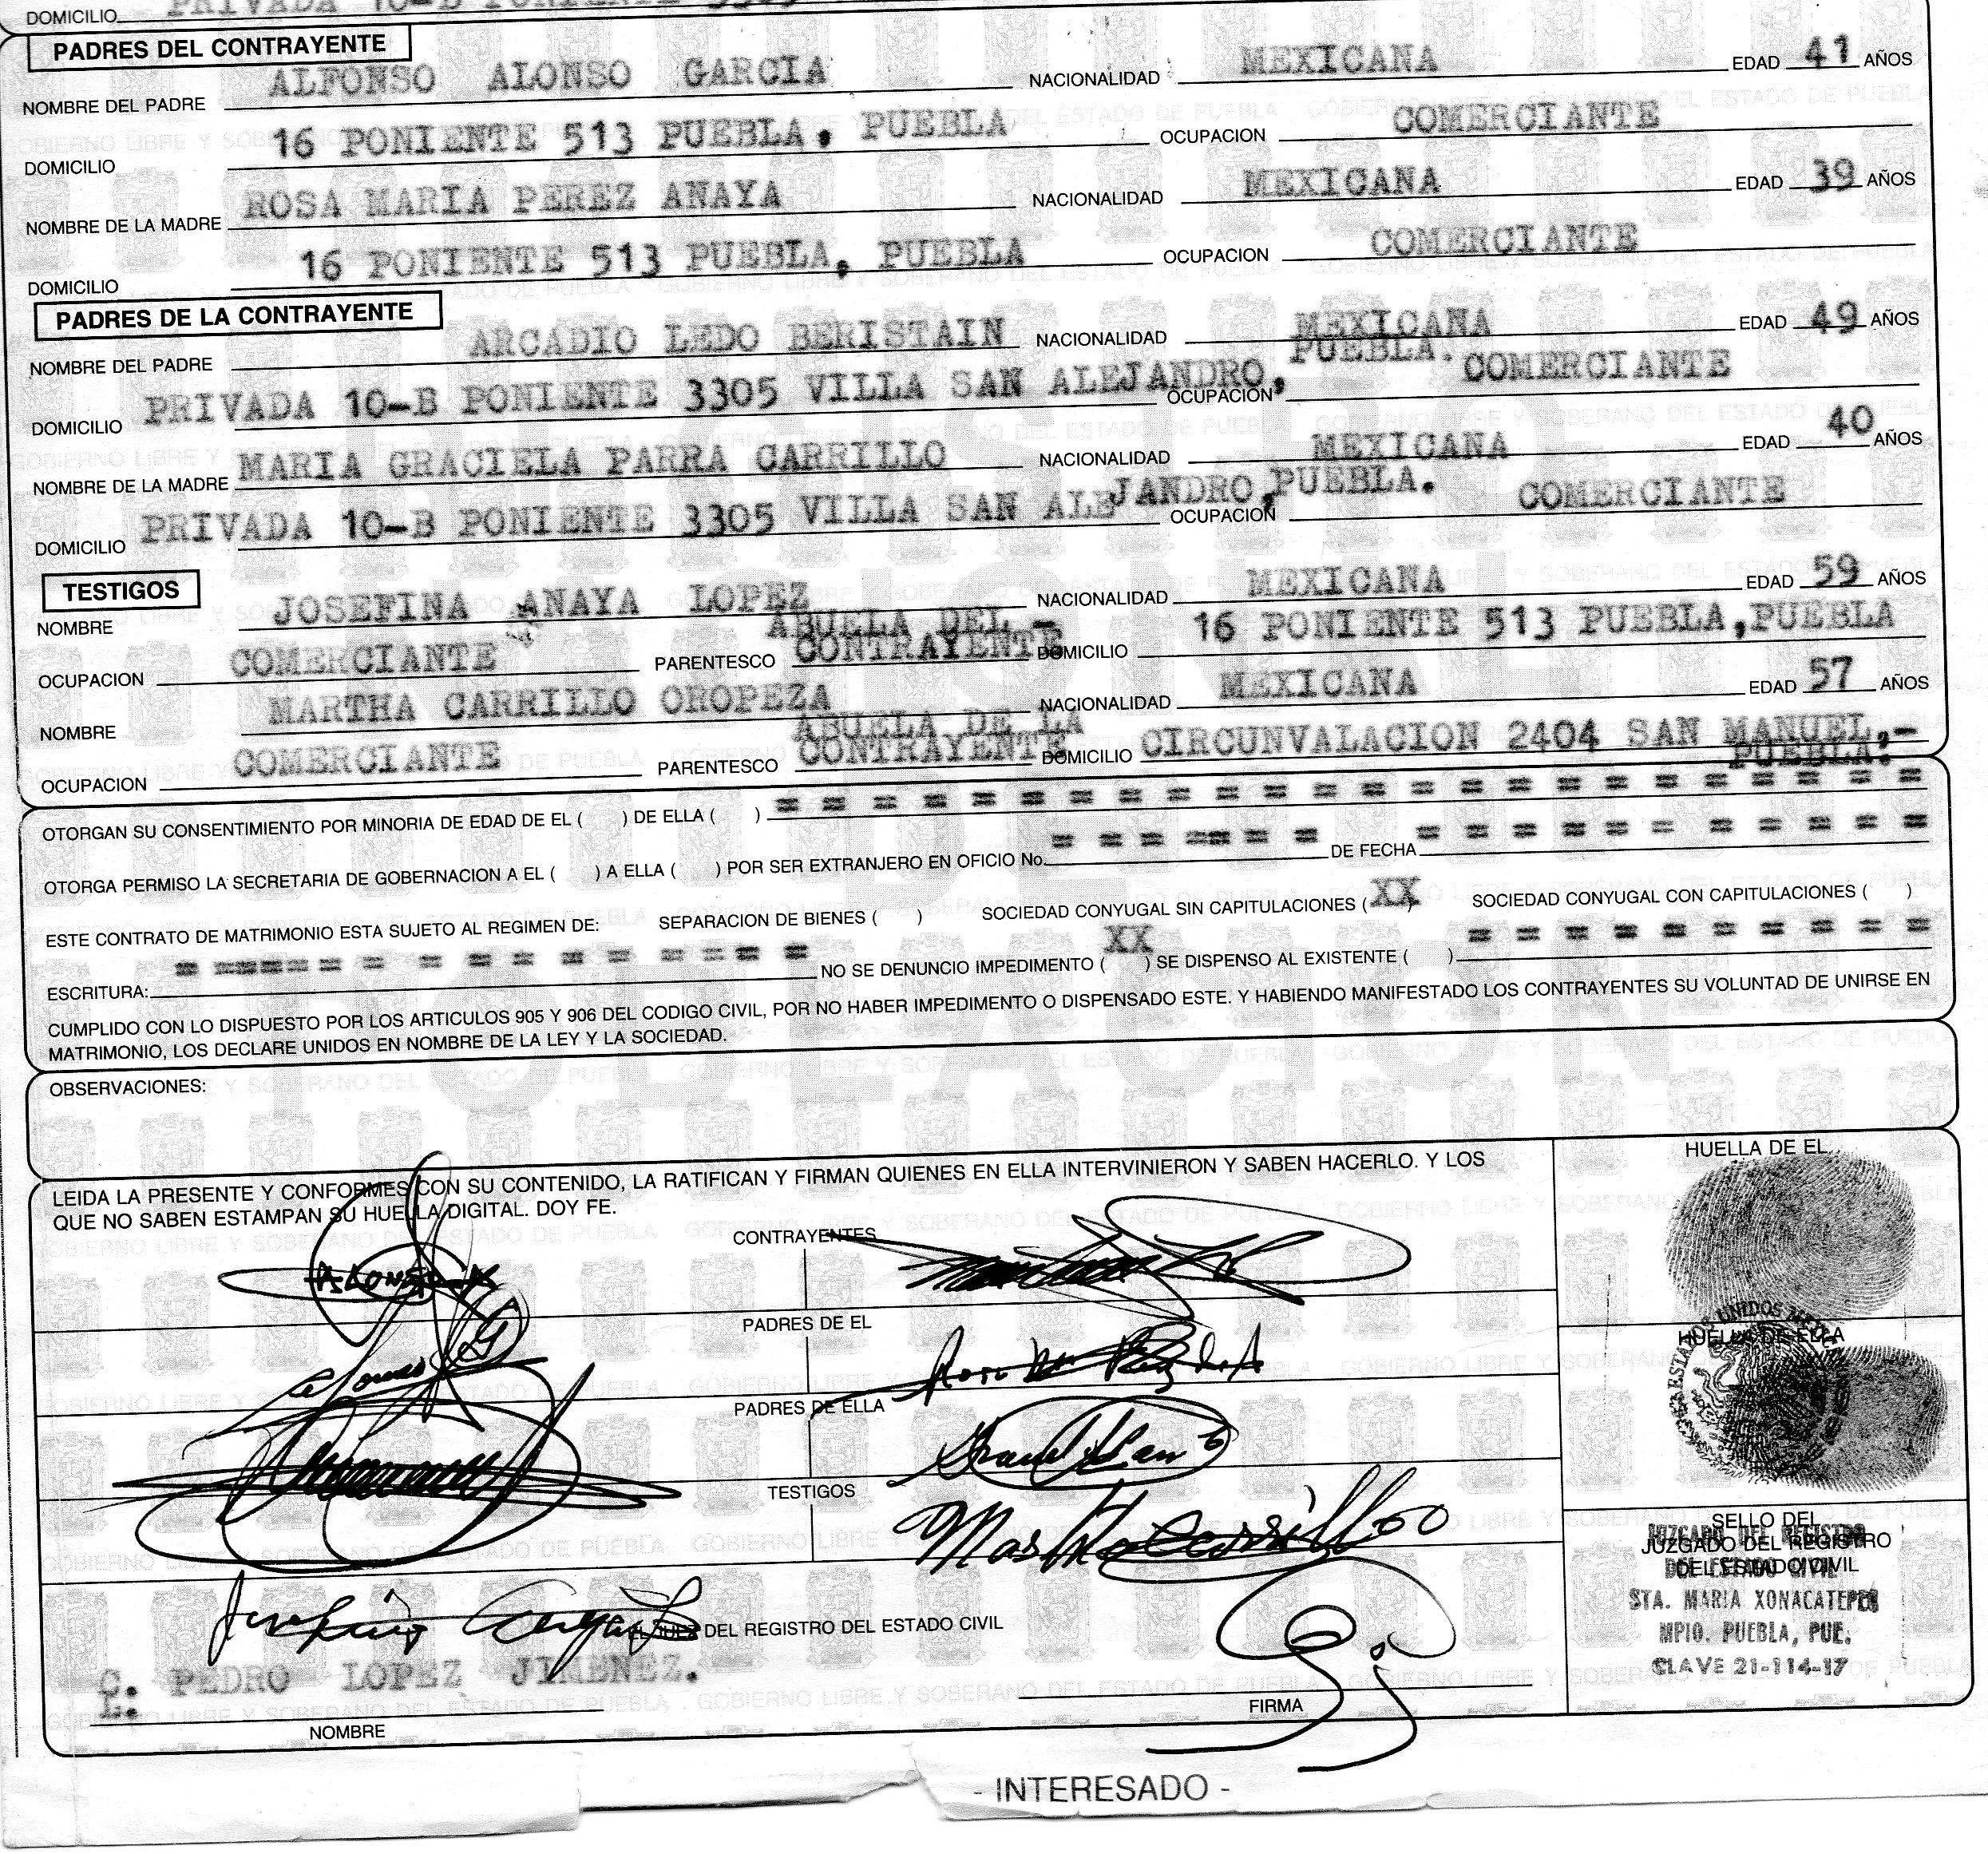 DOMICILIO PRIVADA 10-B PONIENTE 3305
PADRES DEL CONTRAYENTE
NOMBRE DEL PADRE ALFONSO ALONSO GARCIA NACIONALIDAD MEXICANA EDAD 41 AÑOS
DOMICILIO 16 PONIENTE 513 PUEBLA. PUEBLA OCUPACION COMERCIANTE
NOMBRE DE LA MADRE ROSA MARIA PEREZ ANAYA NACIONALIDAD MEXICANA EDAD 39 AÑOS
DOMICILIO 16 PONIENTE 513 PUEBLA, PUEBLA OCUPACION COMERCIANTE
PADRES DE LA CONTRAYENTE
NOMBRE DEL PADRE ARCADIO LEDO BERISTAIN NACIONALIDAD MEXICANA EDAD 49 AÑOS
DOMICILIO PRIVADA 10-B PONIENTE 3305 VILLA SAN ALEJANDRO, PUEBLA. OCUPACION COMERCIANTE
NOMBRE DE LA MADRE MARIA GRACIELA PARRA CARRILLO NACIONALIDAD MEXICANA EDAD 40 AÑOS
DOMICILIO PRIVADA 10-B PONIENTE 3305 VILLA SAN ALEJANDRO, PUEBLA. OCUPACION COMERCIANTE
TESTIGOS
NOMBRE JOSEFINA ANAYA LOPEZ NACIONALIDAD MEXICANA EDAD 59 AÑOS
OCUPACION COMERCIANTE PARENTESCO ABUELA DEL - CONTRAYENTE DOMICILIO 16 PONIENTE 513 PUEBLA,PUEBLA
NOMBRE MARTHA CARRILLO OROPEZA NACIONALIDAD MEXICANA EDAD 57 AÑOS
OCUPACION COMERCIANTE PARENTESCO ABUELA DE LA CONTRAYENTE DOMICILIO CIRCUNVALACION 2404 SAN MANUEL,- PUEBLA.
OTORGAN SU CONSENTIMIENTO POR MINORIA DE EDAD DE EL ( ) DE ELLA ( ) = = = = = = = = = = = = = = = = = = = = = = = =
OTORGA PERMISO LA SECRETARIA DE GOBERNACION A EL ( ) A ELLA ( ) POR SER EXTRANJERO EN OFICIO No. = = = == = = DE FECHA = = = = = = = = = = =
ESTE CONTRATO DE MATRIMONIO ESTA SUJETO AL REGIMEN DE: SEPARACION DE BIENES ( ) SOCIEDAD CONYUGAL SIN CAPITULACIONES (XX) SOCIEDAD CONYUGAL CON CAPITULACIONES ( )
ESCRITURA: = = = = = = = = = = = = = = NO SE DENUNCIO IMPEDIMENTO (XX) SE DISPENSO AL EXISTENTE ( ) = = = = = = = = = =
CUMPLIDO CON LO DISPUESTO POR LOS ARTICULOS 905 Y 906 DEL CODIGO CIVIL, POR NO HABER IMPEDIMENTO O DISPENSADO ESTE. Y HABIENDO MANIFESTADO LOS CONTRAYENTES SU VOLUNTAD DE UNIRSE EN
MATRIMONIO, LOS DECLARE UNIDOS EN NOMBRE DE LA LEY Y LA SOCIEDAD.
OBSERVACIONES:
LEIDA LA PRESENTE Y CONFORMES CON SU CONTENIDO, LA RATIFICAN Y FIRMAN QUIENES EN ELLA INTERVINIERON Y SABEN HACERLO. Y LOS
QUE NO SABEN ESTAMPAN SU HUELLA DIGITAL. DOY FE.
HUELLA DE EL
CONTRAYENTES
PADRES DE EL
HUELLA DE ELLA
ESTADOS UNIDOS
PADRES DE ELLA
TESTIGOS
Martha Carrillo O
SELLO DEL
JUZGADO DEL REGISTRO
DEL ESTADO CIVIL
JUZGADO DEL REGISTRO
DEL ESTADO CIVIL
STA. MARIA XONACATEPEC
MPIO. PUEBLA, PUE.
CLAVE 21-114-17
DEL REGISTRO DEL ESTADO CIVIL
C. PEDRO LOPEZ JIMENEZ.
NOMBRE
FIRMA
- INTERESADO -